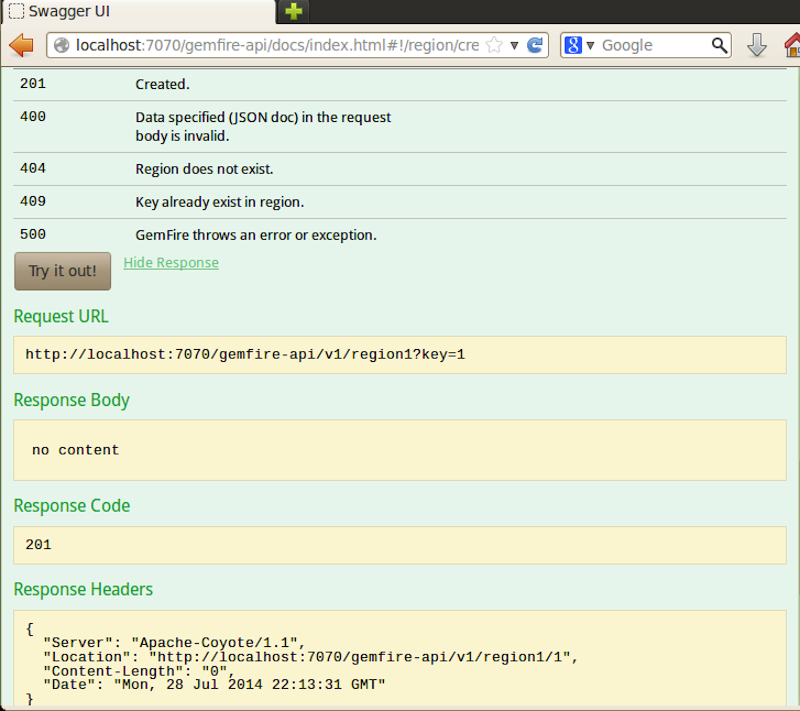 Swagger UI
localhost:7070/gemfire-api/docs/index.html#!/region/cre
Google
201 Created.
400 Data specified (JSON doc) in the request
body is invalid.
404 Region does not exist.
409 Key already exist in region.
500 GemFire throws an error or exception.
Try it out! Hide Response
Request URL
http://localhost:7070/gemfire-api/v1/region1?key=1
Response Body
no content
Response Code
201
Response Headers
{
"Server": "Apache-Coyote/1.1",
"Location": "http://localhost:7070/gemfire-api/v1/region1/1",
"Content-Length": "0",
"Date": "Mon, 28 Jul 2014 22:13:31 GMT"
}